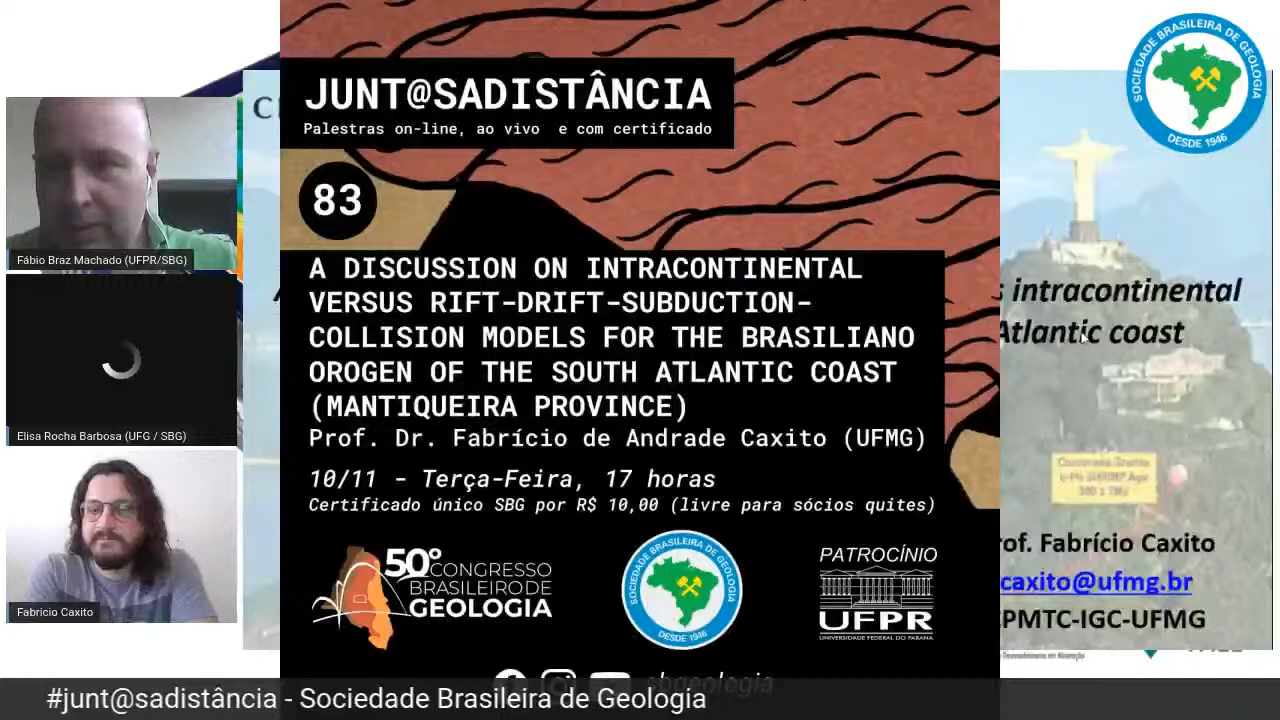 JUNT@SADISTÂNCIA
Palestras on-line, ao vivo e com certificado
83
A DISCUSSION ON INTRACONTINENTAL
VERSUS RIFT-DRIFT-SUBDUCTION-
COLLISION MODELS FOR THE BRASILIANO
OROGEN OF THE SOUTH ATLANTIC COAST
(MANTIQUEIRA PROVINCE)
Prof. Dr. Fabrício de Andrade Caxito (UFMG)
10/11 - Terça-Feira, 17 horas
Certificado único SBG por R$ 10,00 (livre para sócios quites)
50º CONGRESSO
BRASILEIRO DE
GEOLOGIA
SOCIEDADE BRASILEIRA DE GEOLOGIA
DESDE 1946
PATROCÍNIO
UFPR
UNIVERSIDADE FEDERAL DO PARANÁ
sbgeologia
Fábio Braz Machado (UFPR/SBG)
Elisa Rocha Barbosa (UFG / SBG)
Fabricio Caxito
SOCIEDADE BRASILEIRA DE GEOLOGIA
DESDE 1946
s intracontinental
Atlantic coast
rof. Fabrício Caxito
caxito@ufmg.br
CPMTC-IGC-UFMG
#junt@sadistância - Sociedade Brasileira de Geologia